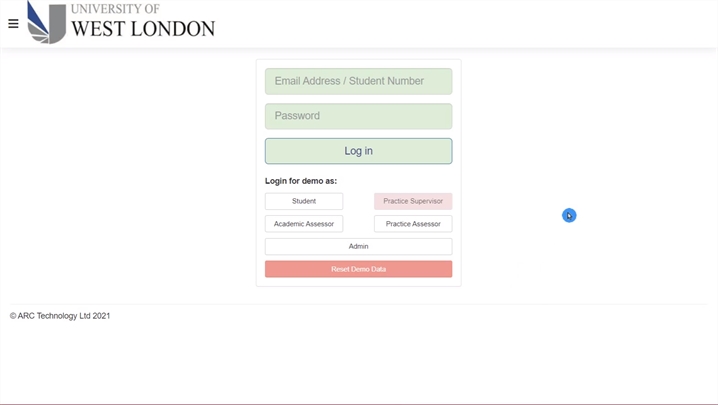 UNIVERSITY OF
WEST LONDON
Email Address / Student Number
Password
Log in
Login for demo as:
Student
Practice Supervisor
Academic Assessor
Practice Assessor
Admin
Reset Demo Data
© ARC Technology Ltd 2021